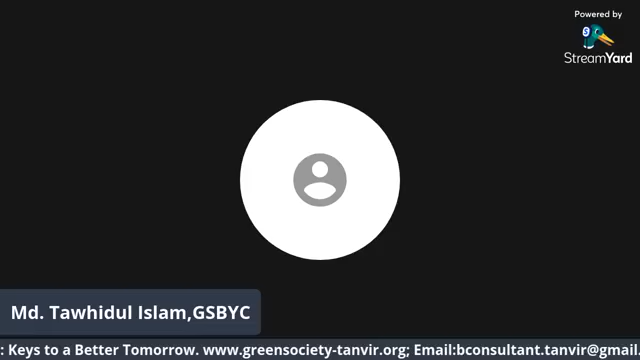 Powered by
StreamYard
Md. Tawhidul Islam,GSBYC
: Keys to a Better Tomorrow. www.greensociety-tanvir.org; Email:bconsultant.tanvir@gmail.